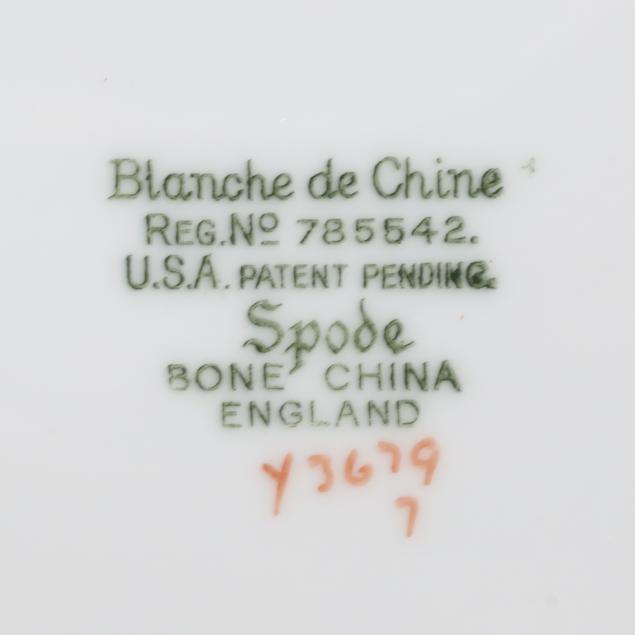 Blanche de Chine
REG. Nº 785542.
U.S.A. PATENT PENDING.
Spode
BONE CHINA
ENGLAND
Y3679
7